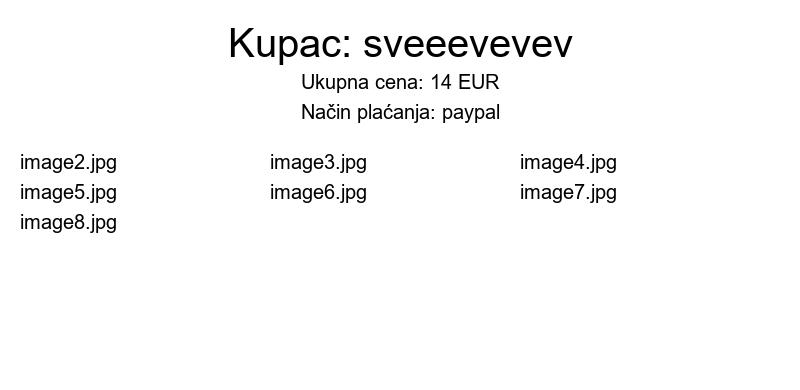 Kupac: sveeevevev
Ukupna cena: 14 EUR
Način plaćanja: paypal
image2.jpg image3.jpg image4.jpg
image5.jpg image6.jpg image7.jpg
image8.jpg